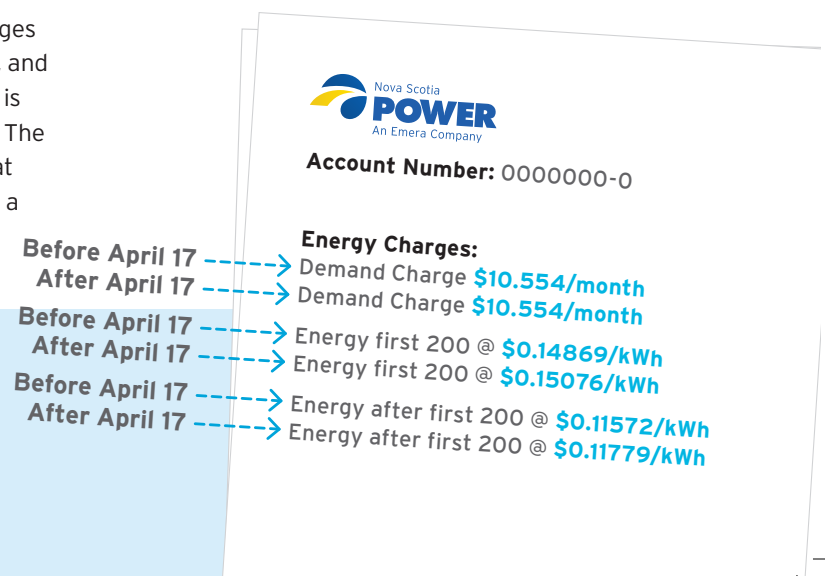 ges
, and
is
The
at
a
Nova Scotia
POWER
An Emera Company
Account Number: 0000000-0
Energy Charges:
Before April 17 Demand Charge $10.554/month
After April 17 Demand Charge $10.554/month
Before April 17 Energy first 200 @ $0.14869/kWh
After April 17 Energy first 200 @ $0.15076/kWh
Before April 17 Energy after first 200 @ $0.11572/kWh
After April 17 Energy after first 200 @ $0.11779/kWh